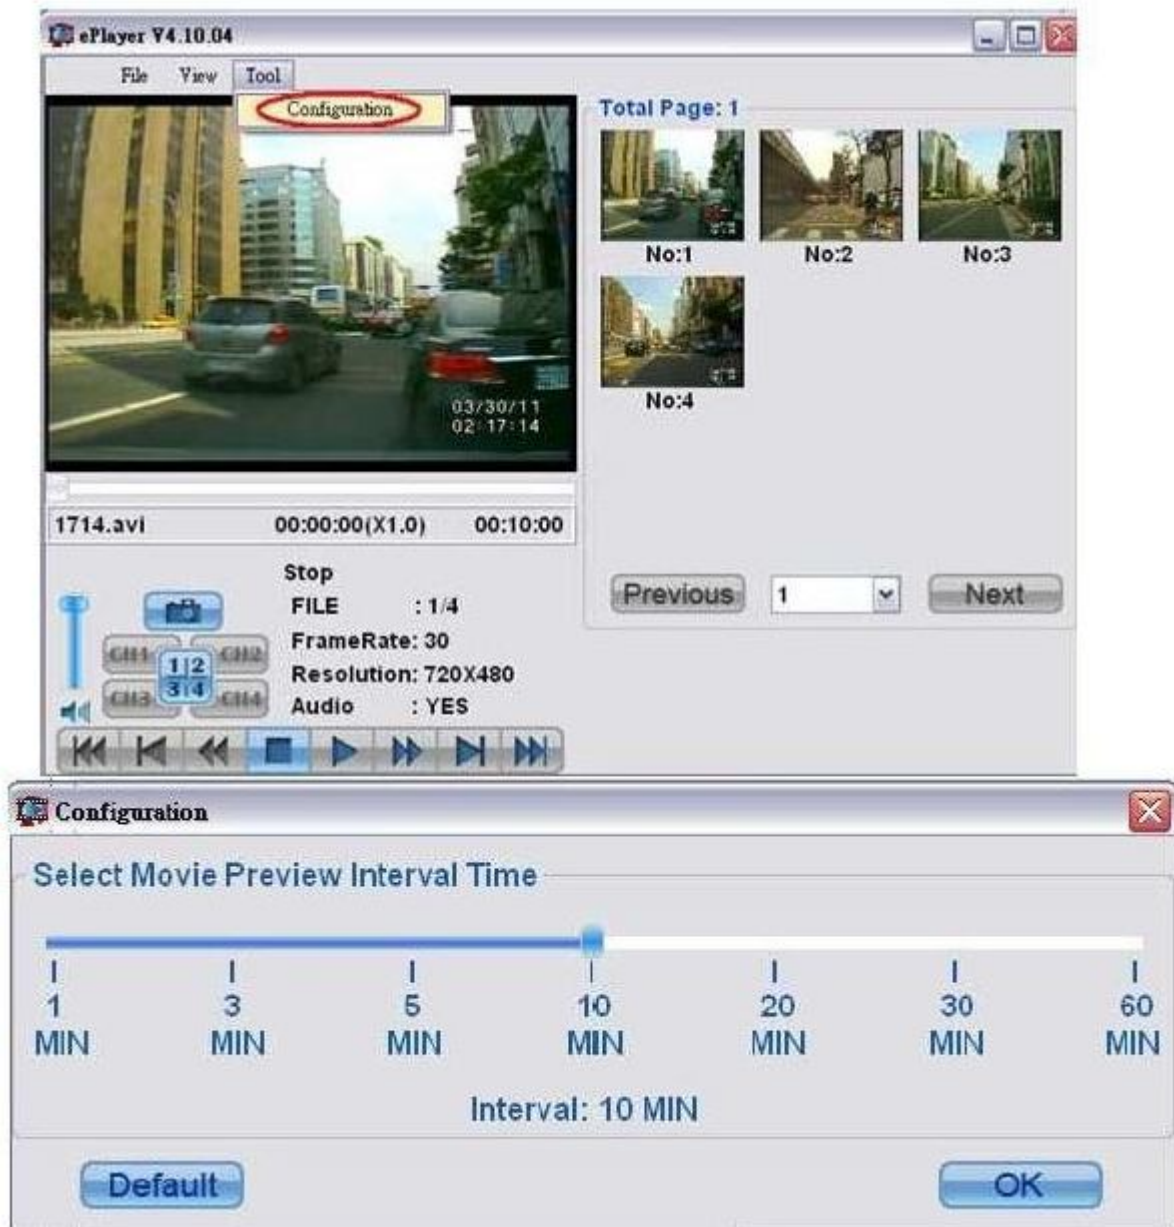 ePlayer V4.10.04
File View Tool
Configuration
Total Page: 1
No:1 No:2 No:3
No:4
03/30/11
02:17:14
1714.avi 00:00:00(X1.0) 00:10:00
Stop
FILE : 1/4
FrameRate: 30
Resolution: 720X480
Audio : YES
CH1 CH2
1 2
3 4
CH3 CH4
Previous 1 Next
Configuration
Select Movie Preview Interval Time
1 3 5 10 20 30 60
MIN MIN MIN MIN MIN MIN MIN
Interval: 10 MIN
Default OK